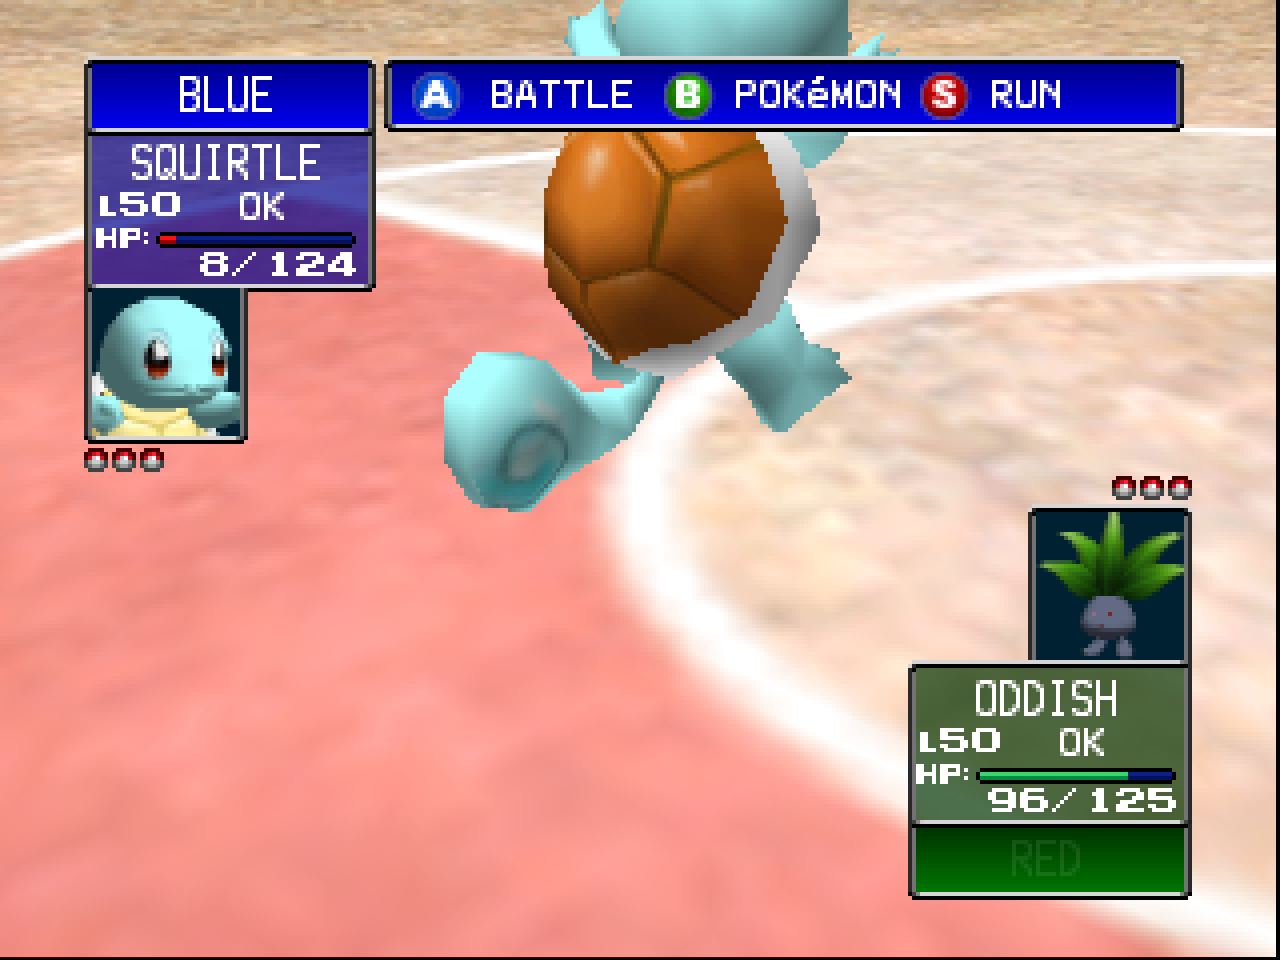 BLUE
A BATTLE B POKéMON S RUN
SQUIRTLE
L50 OK
HP:
8/124
ODDISH
L50 OK
HP:
96/125
RED